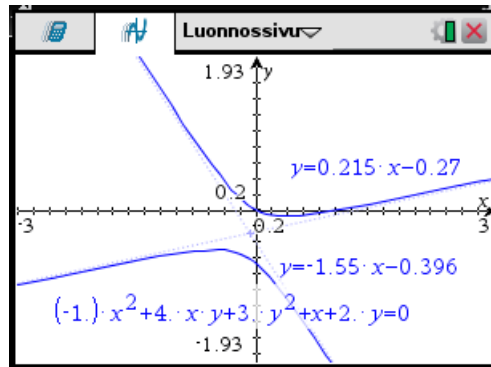 Luonnossivu
1.93 y
y=0.215·x-0.27
0.2
x
-3 0.2 3
y=-1.55·x-0.396
(-1.)·x²+4.·x·y+3.·y²+x+2.·y=0
-1.93